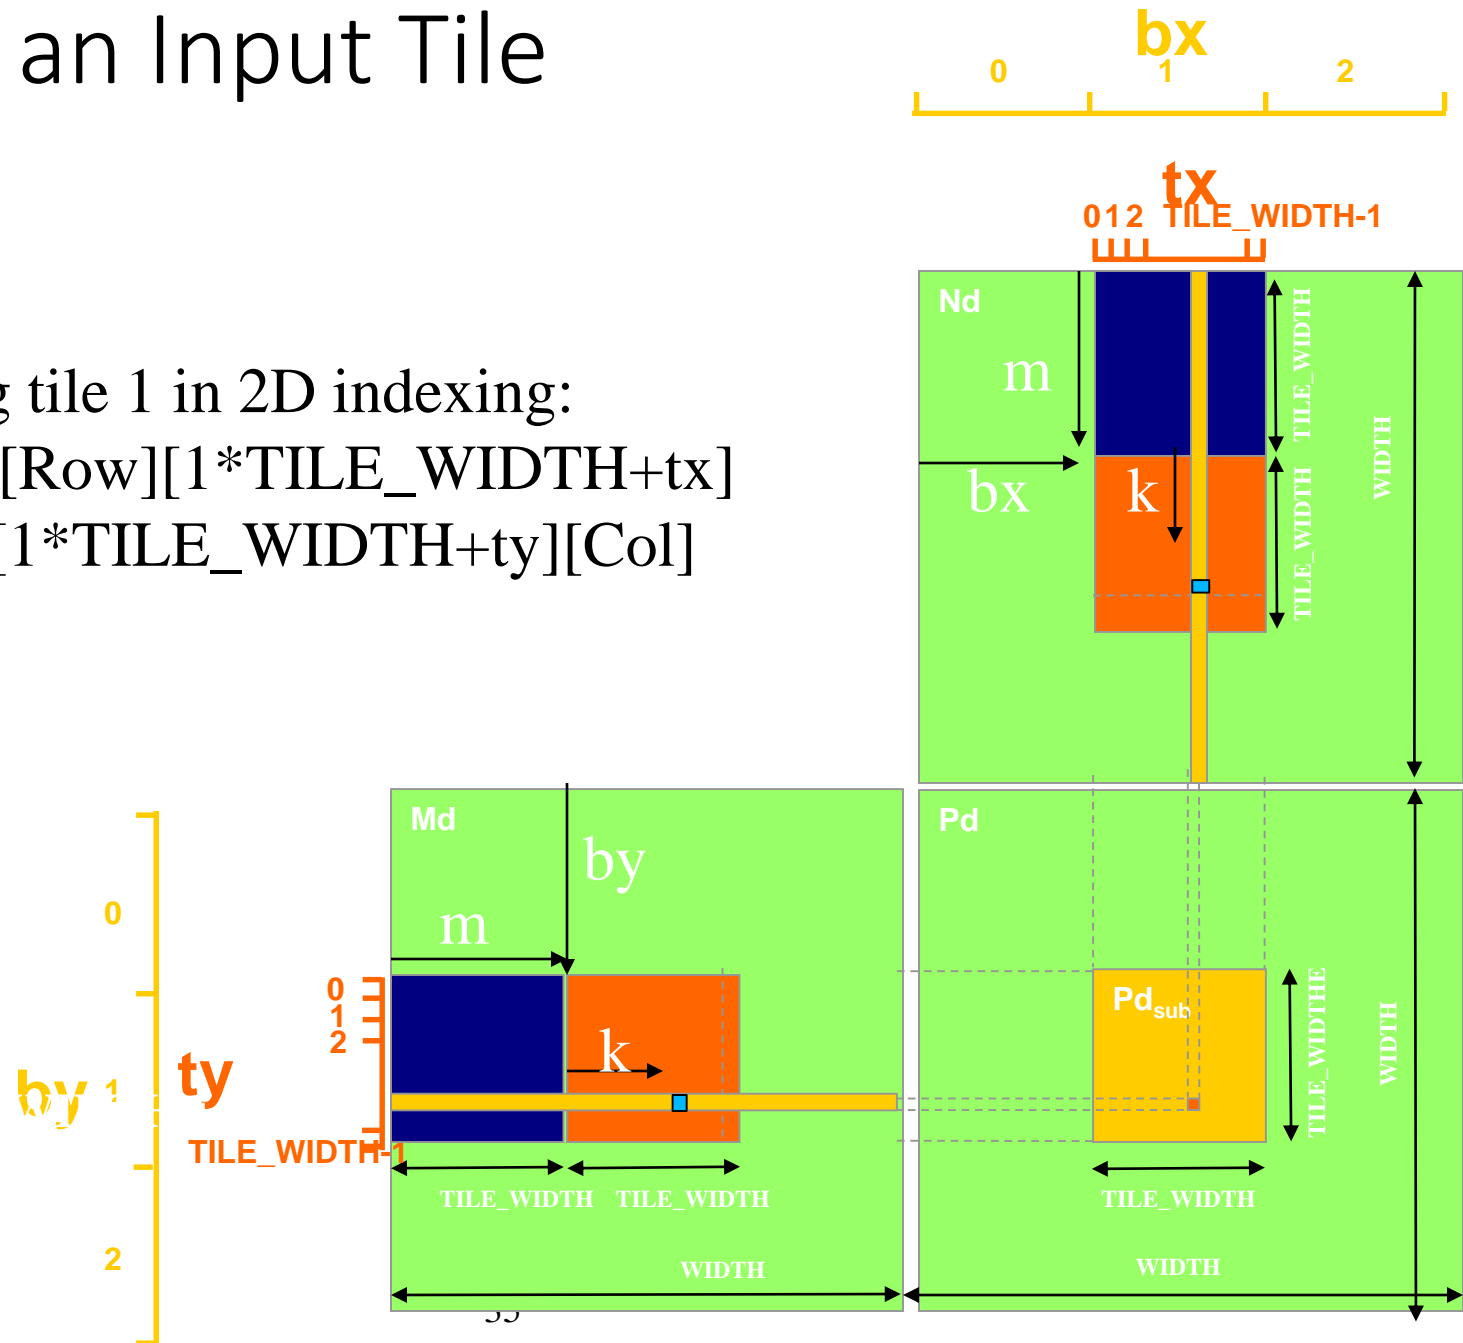 an Input Tile
bx
0 1 2
tx
0 1 2 TILE_WIDTH-1
g tile 1 in 2D indexing:
[Row][1*TILE_WIDTH+tx]
[1*TILE_WIDTH+ty][Col]
Nd
m
bx
k
TILE_WIDTH
TILE_WIDTH
WIDTH
Md
by
m
k
0
1
2
by
ty
0
1
2
TILE_WIDTH-1
TILE_WIDTH TILE_WIDTH
WIDTH
Pd
Pdsub
TILE_WIDTHE
WIDTH
TILE_WIDTH
WIDTH